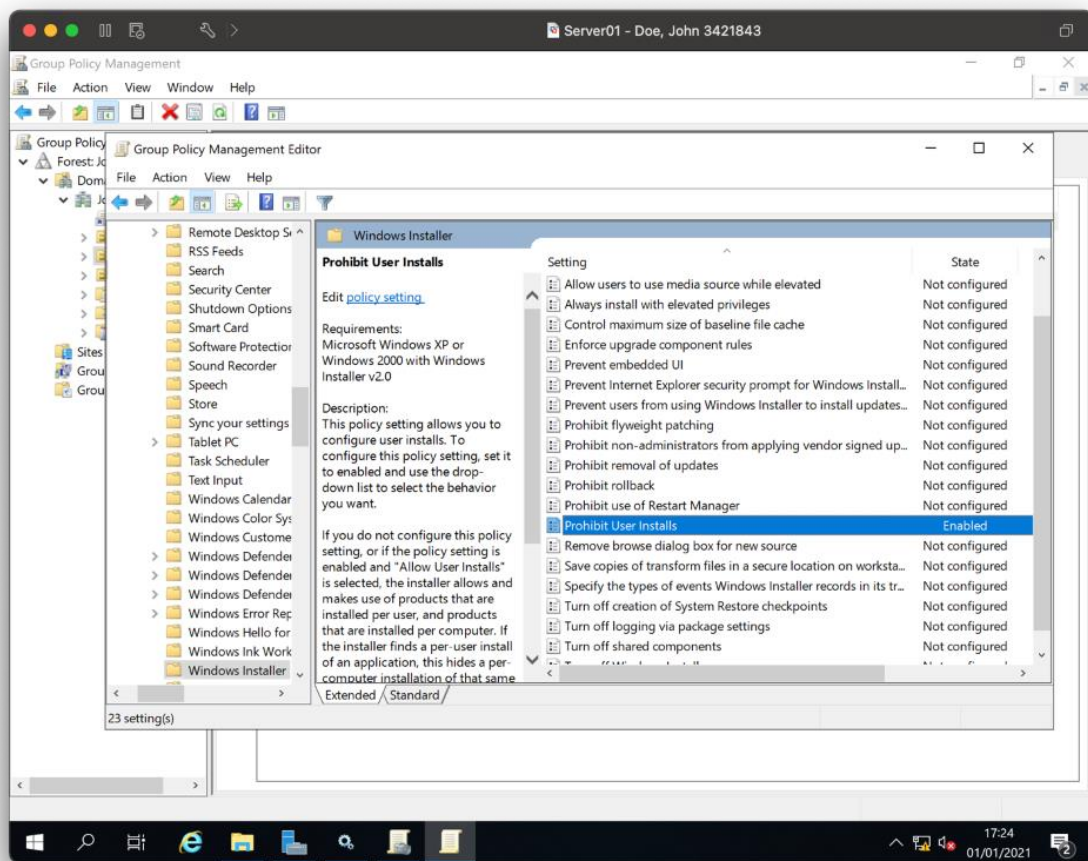 Server01 - Doe, John 3421843
Group Policy Management
File Action View Window Help
Group Policy
Forest: Jo
Doma
Jo
Sites
Grou
Grou
Group Policy Management Editor
File Action View Help
Remote Desktop Se
RSS Feeds
Search
Security Center
Shutdown Options
Smart Card
Software Protection
Sound Recorder
Speech
Store
Sync your settings
Tablet PC
Task Scheduler
Text Input
Windows Calendar
Windows Color Sys
Windows Custome
Windows Defender
Windows Defender
Windows Defender
Windows Error Rep
Windows Hello for
Windows Ink Work
Windows Installer
Windows Installer
Prohibit User Installs
Edit policy setting
Requirements:
Microsoft Windows XP or
Windows 2000 with Windows
Installer v2.0
Description:
This policy setting allows you to
configure user installs. To
configure this policy setting, set it
to enabled and use the drop-
down list to select the behavior
you want.
If you do not configure this policy
setting, or if the policy setting is
enabled and "Allow User Installs"
is selected, the installer allows and
makes use of products that are
installed per user, and products
that are installed per computer. If
the installer finds a per-user install
of an application, this hides a per-
computer installation of that same
Setting State
Allow users to use media source while elevated Not configured
Always install with elevated privileges Not configured
Control maximum size of baseline file cache Not configured
Enforce upgrade component rules Not configured
Prevent embedded UI Not configured
Prevent Internet Explorer security prompt for Windows Install... Not configured
Prevent users from using Windows Installer to install updates... Not configured
Prohibit flyweight patching Not configured
Prohibit non-administrators from applying vendor signed up... Not configured
Prohibit removal of updates Not configured
Prohibit rollback Not configured
Prohibit use of Restart Manager Not configured
Prohibit User Installs Enabled
Remove browse dialog box for new source Not configured
Save copies of transform files in a secure location on worksta... Not configured
Specify the types of events Windows Installer records in its tr... Not configured
Turn off creation of System Restore checkpoints Not configured
Turn off logging via package settings Not configured
Turn off shared components Not configured
Extended Standard
23 setting(s)
17:24
01/01/2021
2